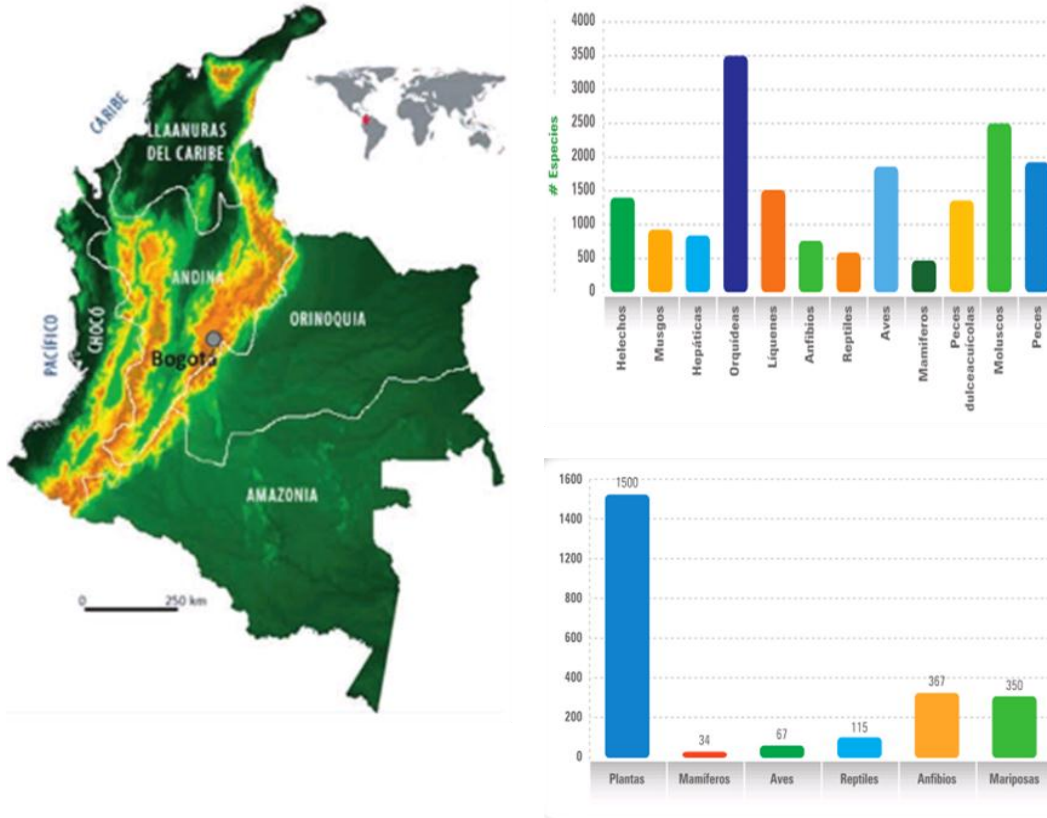 CARIBE
LLAANURAS
DEL CARIBE
ANDINA
CHOCÓ
PACÍFICO
Bogotá
ORINOQUIA
AMAZONIA
0 250 km
# Especies
4000
3500
3000
2500
2000
1500
1000
500
0
Helechos
Musgos
Hepáticas
Orquídeas
Líquenes
Anfibios
Reptiles
Aves
Mamíferos
Peces
dulceacuícolas
Moluscos
Peces
1600
1400
1200
800
600
400
200
0
1500
34
67
115
367
350
Plantas
Mamíferos
Aves
Reptiles
Anfibios
Mariposas